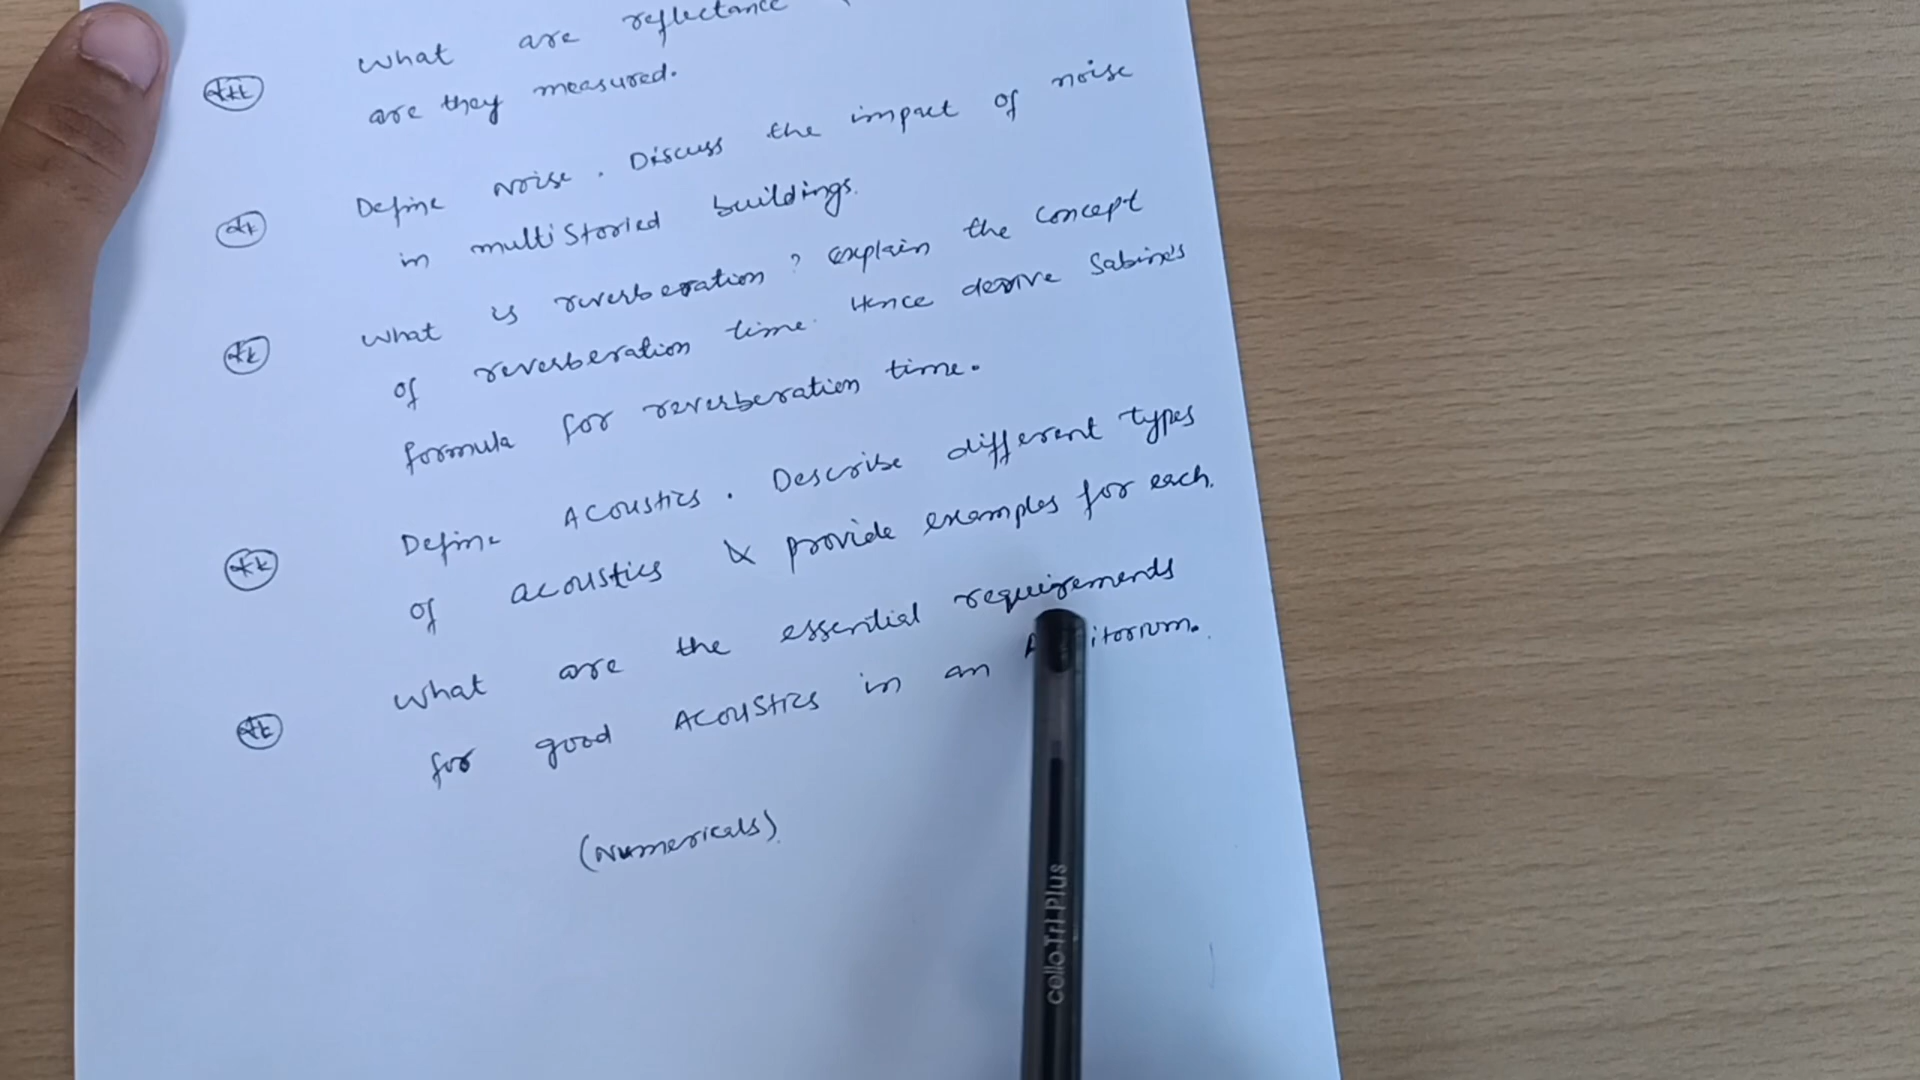 What are reflectance
are they measured.
Define Noise. Discuss the impact of noise
in multi Storied buildings.
What is reverberation? explain the concept
of reverberation time. Hence derive Sabine's
formula for reverberation time.
Define Acoustics. Describe different types
of acoustics & provide examples for each.
What are the essential requirements
for good Acoustics in an
(Numericals).
cello Tri Plus